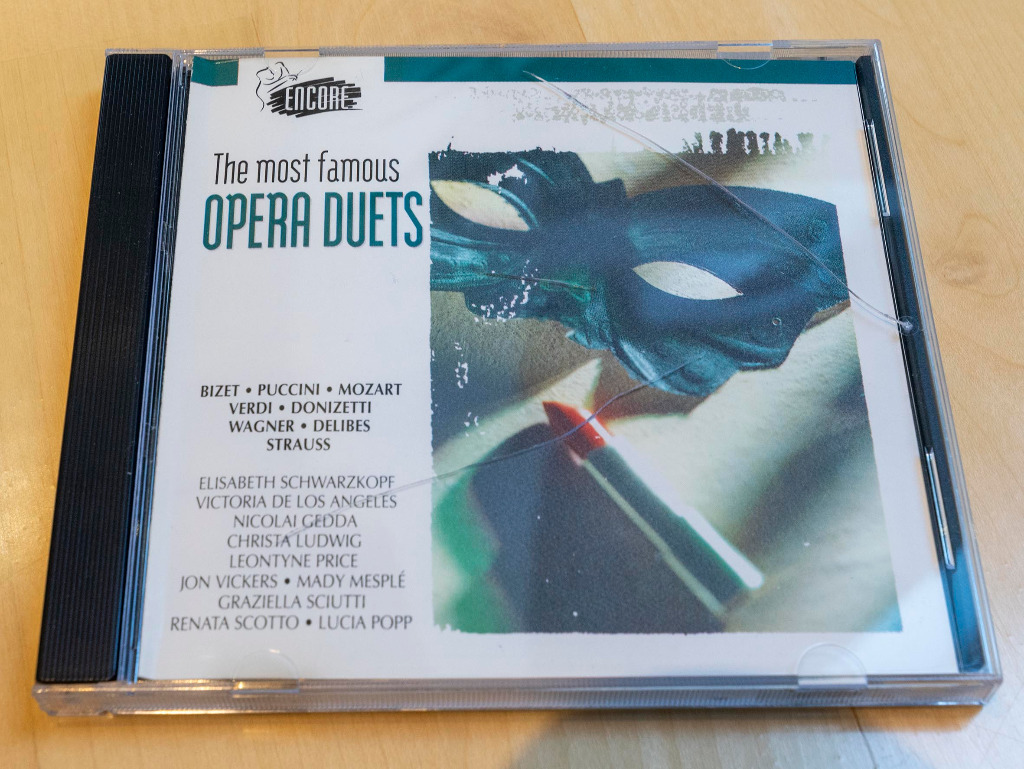 ENCORE
The most famous
OPERA DUETS
BIZET • PUCCINI • MOZART
VERDI • DONIZETTI
WAGNER • DELIBES
STRAUSS
ELISABETH SCHWARZKOPF
VICTORIA DE LOS ANGELES
NICOLAI GEDDA
CHRISTA LUDWIG
LEONTYNE PRICE
JON VICKERS • MADY MESPLÉ
GRAZIELLA SCIUTTI
RENATA SCOTTO • LUCIA POPP